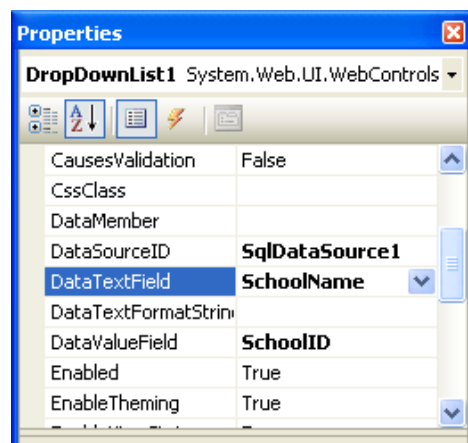 Properties
DropDownList1 System.Web.UI.WebControls
CausesValidation False
CssClass
DataMember
DataSourceID SqlDataSource1
DataTextField SchoolName
DataTextFormatStrin
DataValueField SchoolID
Enabled True
EnableTheming True